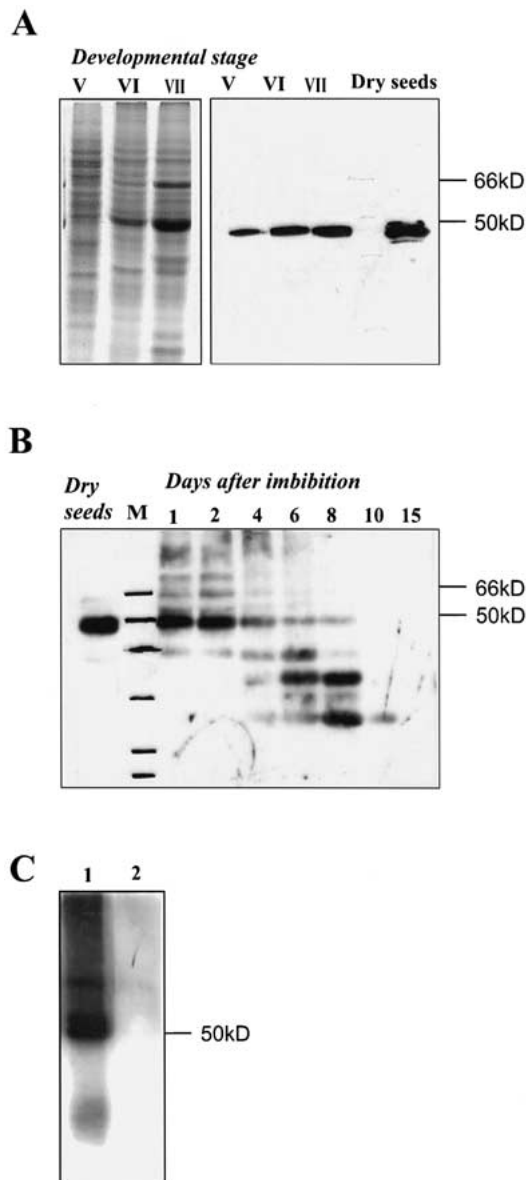 A
Developmental stage
V VI VII V VI VII Dry seeds
66kD
50kD
B
Dry seeds M Days after imbibition
1 2 4 6 8 10 15
66kD
50kD
C
1 2
50kD